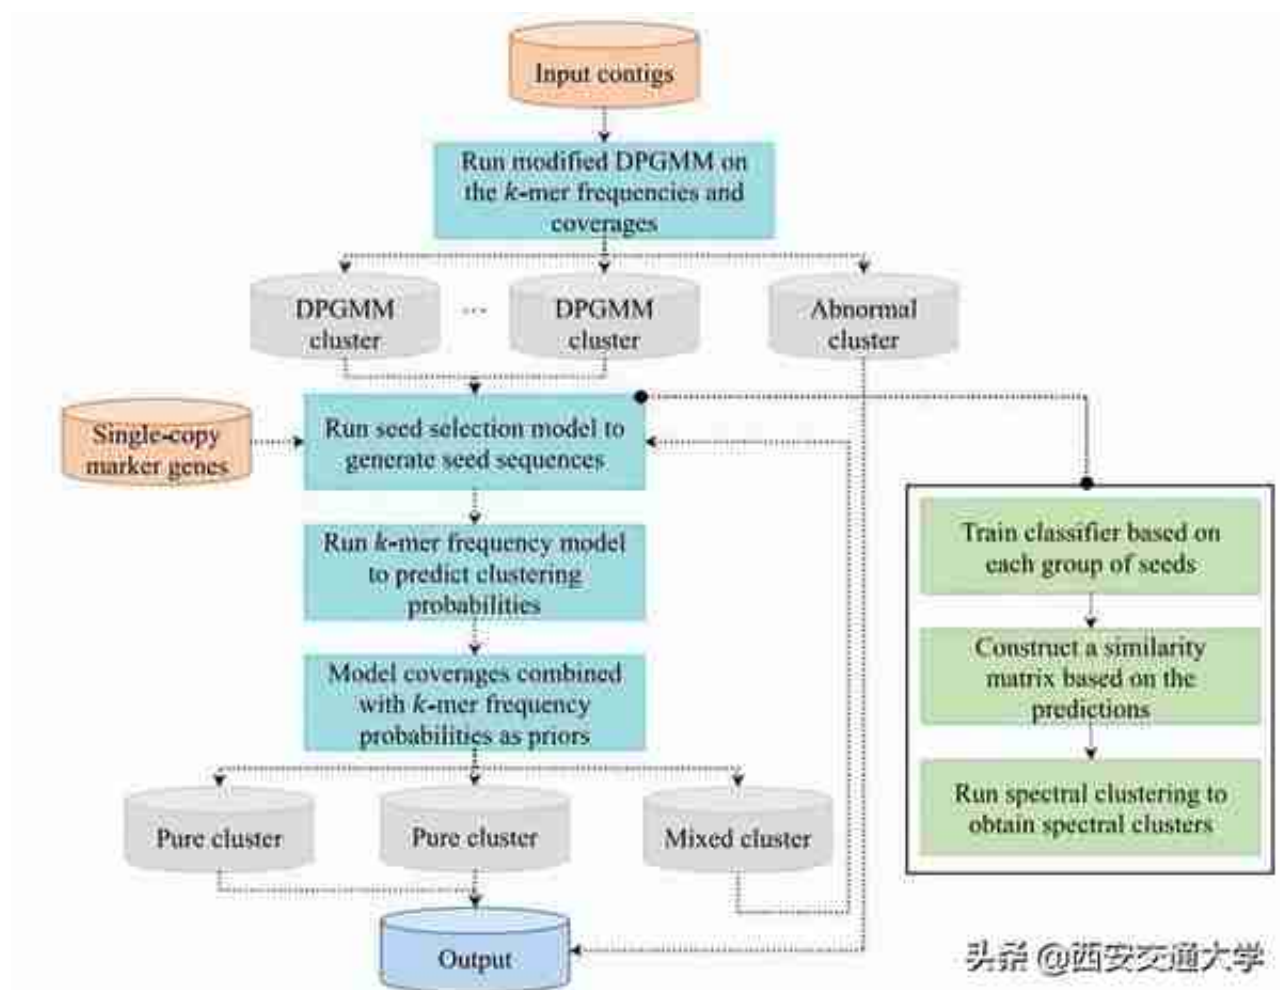 Input contigs
Run modified DPGMM on
the k-mer frequencies and
coverages
DPGMM
cluster
...
DPGMM
cluster
Abnormal
cluster
Single-copy
marker genes
Run seed selection model to
generate seed sequences
Run k-mer frequency model
to predict clustering
probabilities
Model coverages combined
with k-mer frequency
probabilities as priors
Train classifier based on
each group of seeds
Construct a similarity
matrix based on the
predictions
Run spectral clustering to
obtain spectral clusters
Pure cluster
Pure cluster
Mixed cluster
Output
头条 @西安交通大学